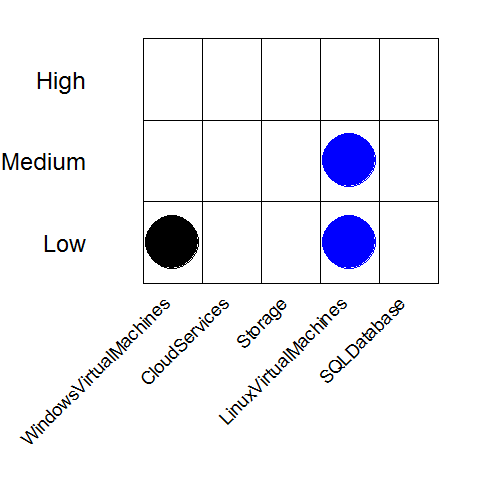 High
Medium
Low
WindowsVirtualMachines
CloudServices
Storage
LinuxVirtualMachines
SQLDatabase